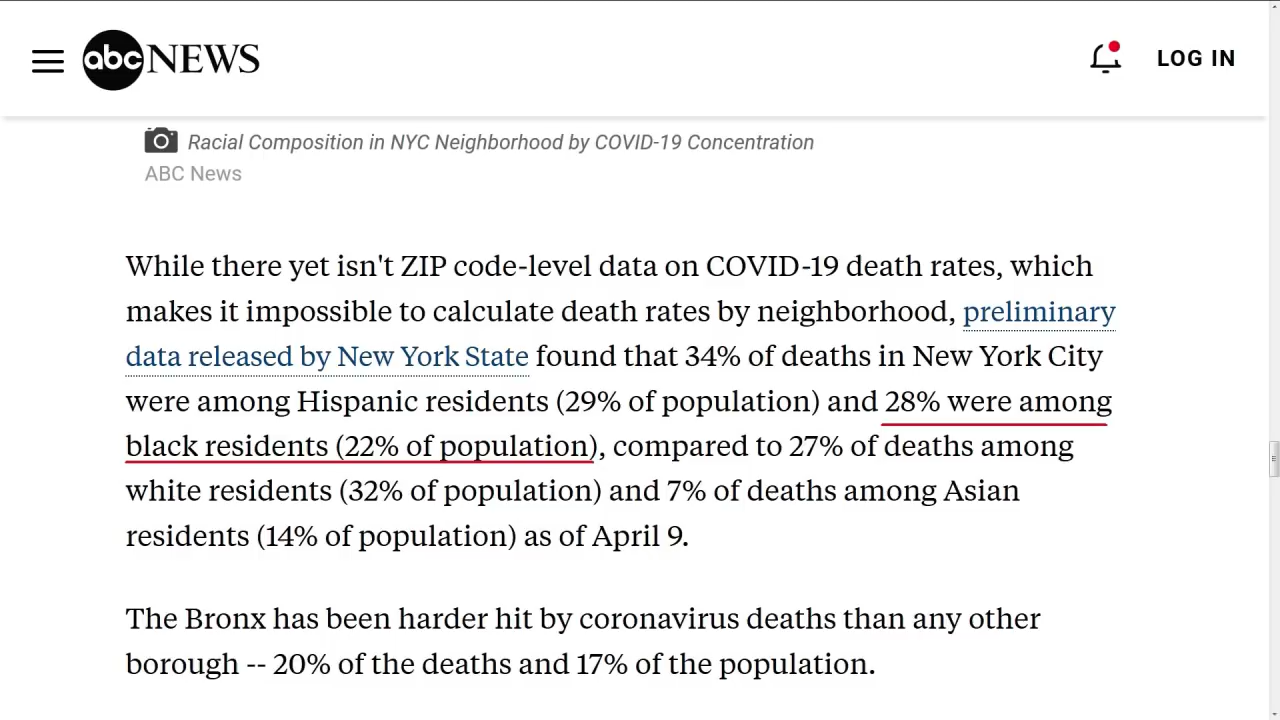 abc NEWS
LOG IN
Racial Composition in NYC Neighborhood by COVID-19 Concentration
ABC News
While there yet isn't ZIP code-level data on COVID-19 death rates, which
makes it impossible to calculate death rates by neighborhood, preliminary
data released by New York State found that 34% of deaths in New York City
were among Hispanic residents (29% of population) and 28% were among
black residents (22% of population), compared to 27% of deaths among
white residents (32% of population) and 7% of deaths among Asian
residents (14% of population) as of April 9.
The Bronx has been harder hit by coronavirus deaths than any other
borough -- 20% of the deaths and 17% of the population.